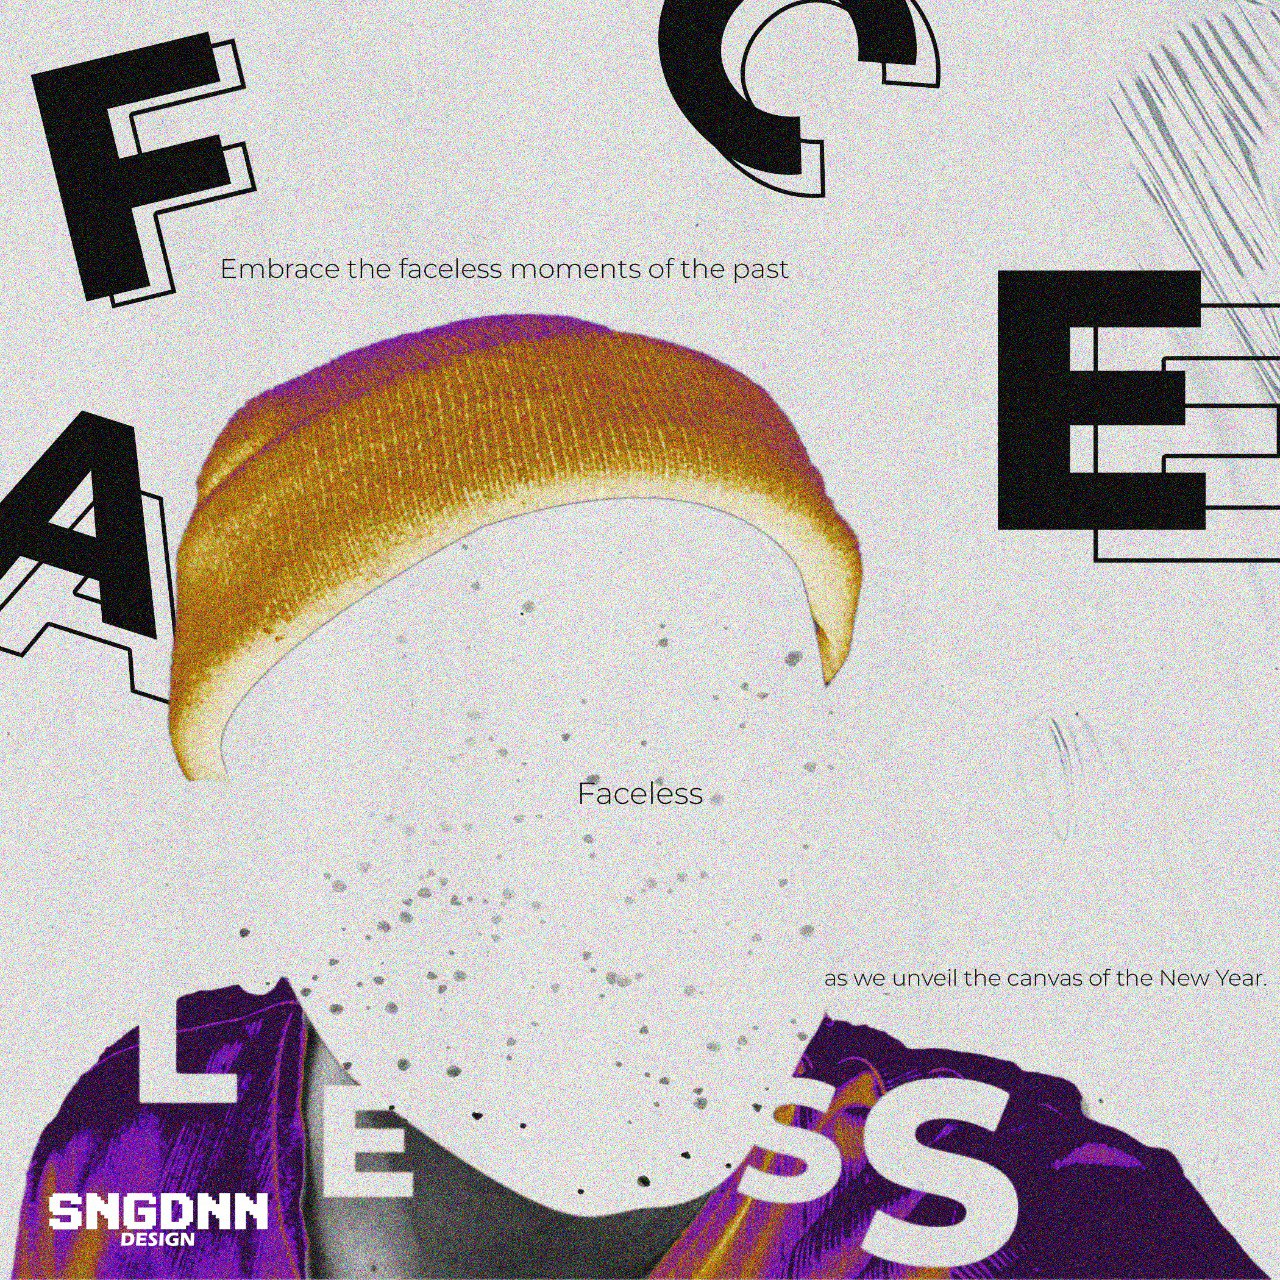 F
A
C
E
Embrace the faceless moments of the past
Faceless
as we unveil the canvas of the New Year.
L
E
S
S
SNGDNN
DESIGN